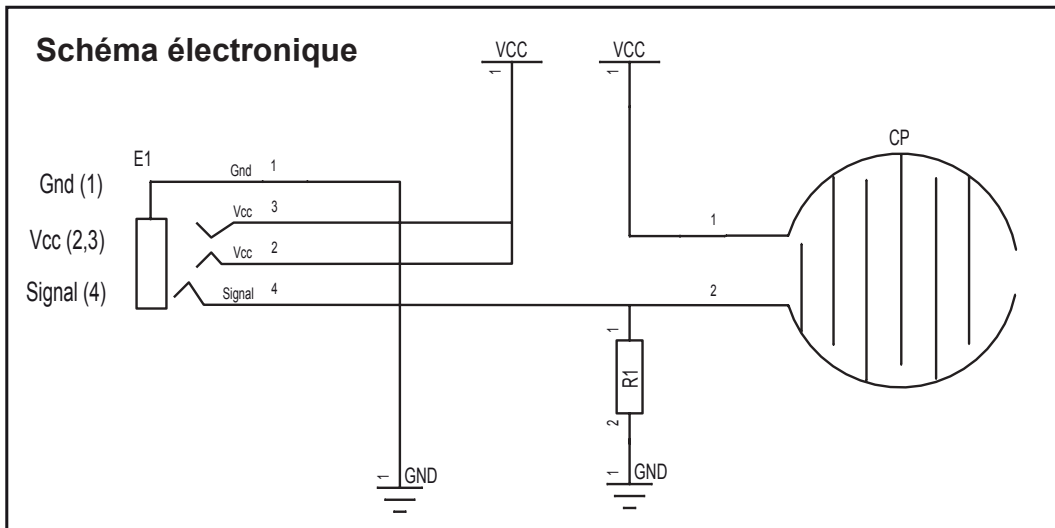 Schéma électronique
VCC
1
VCC
1
CP
E1
Gnd (1)
Gnd 1
Vcc (2,3)
Vcc 3
Vcc 2
Signal (4)
Signal 4
1
2
1
R1
2
1 GND
1 GND